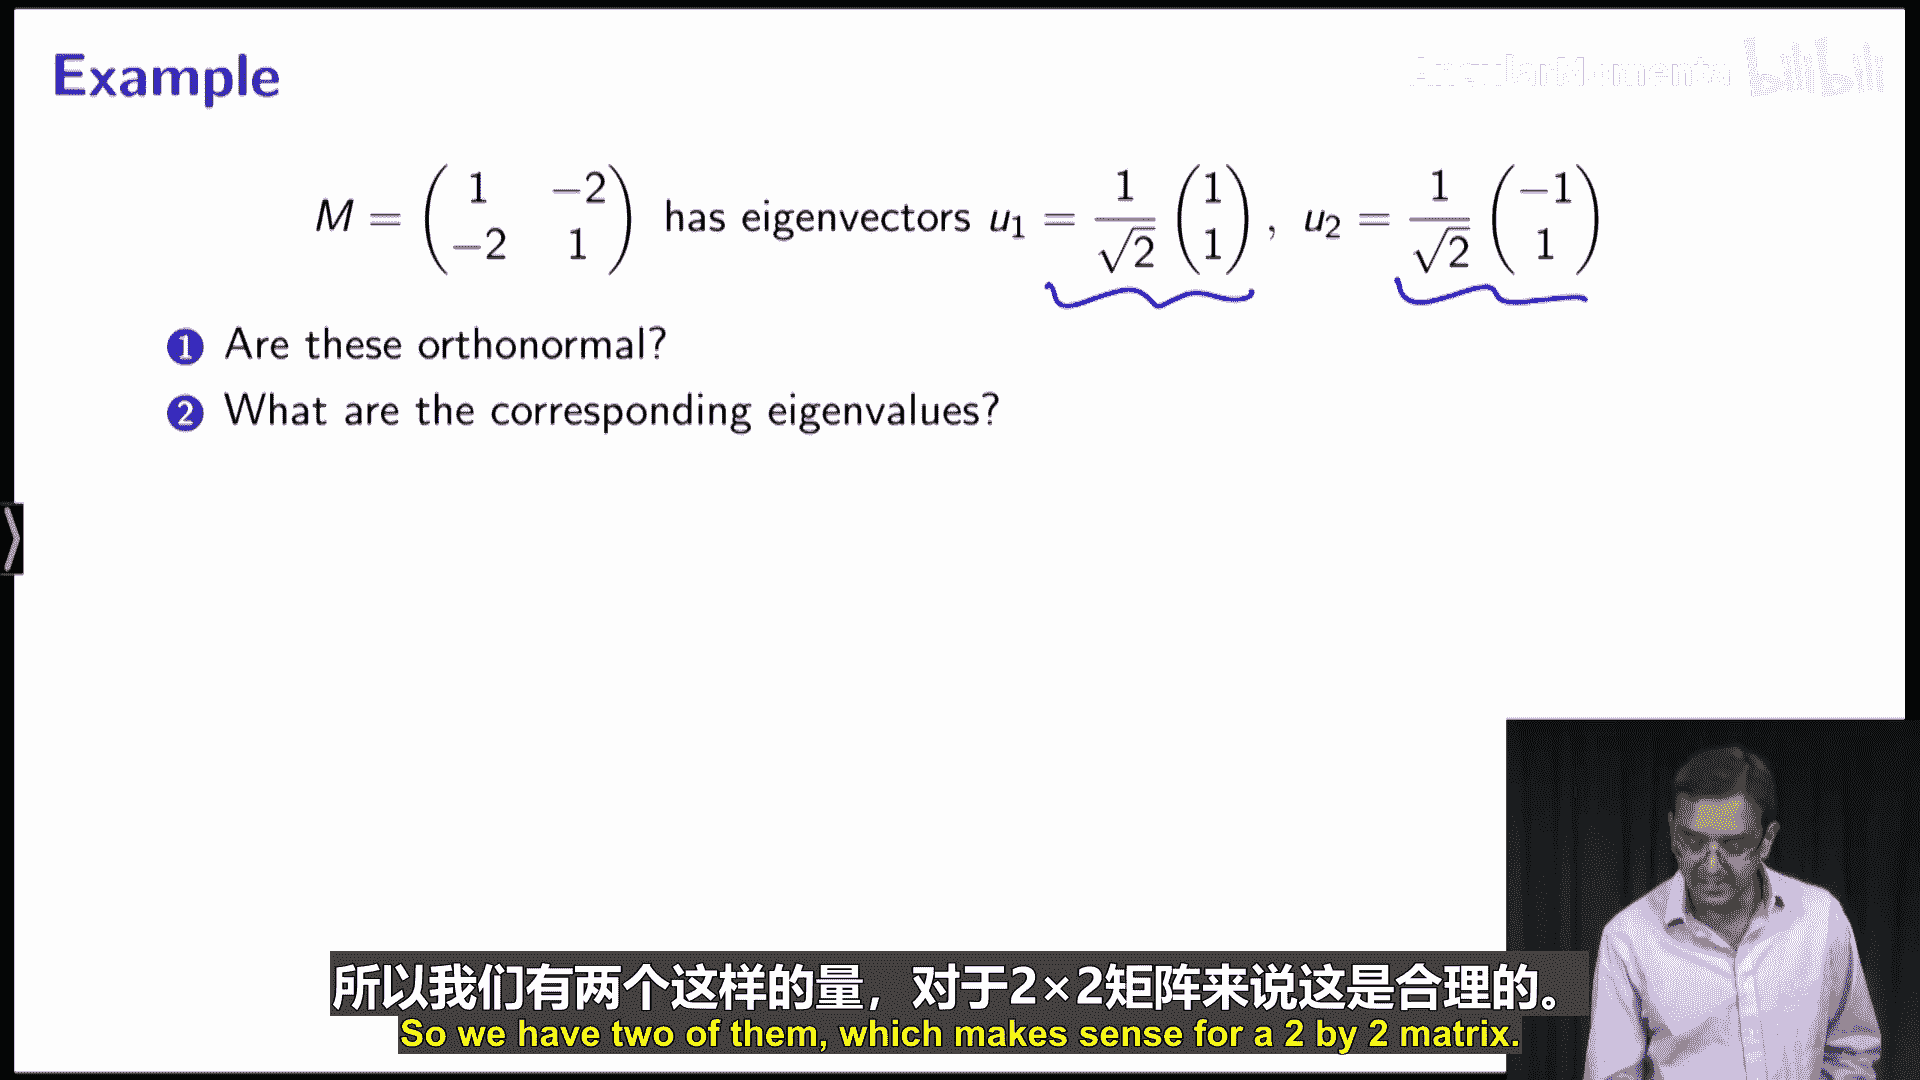 Example
AngularMomenta bilibili
M = ( 1 −2 ; −2 1 ) has eigenvectors u₁ = 1/√2 ( 1 ; 1 ) , u₂ = 1/√2 ( −1 ; 1 )
1 Are these orthonormal?
2 What are the corresponding eigenvalues?
所以我们有两个这样的量，对于2×2矩阵来说这是合理的。
So we have two of them, which makes sense for a 2 by 2 matrix.